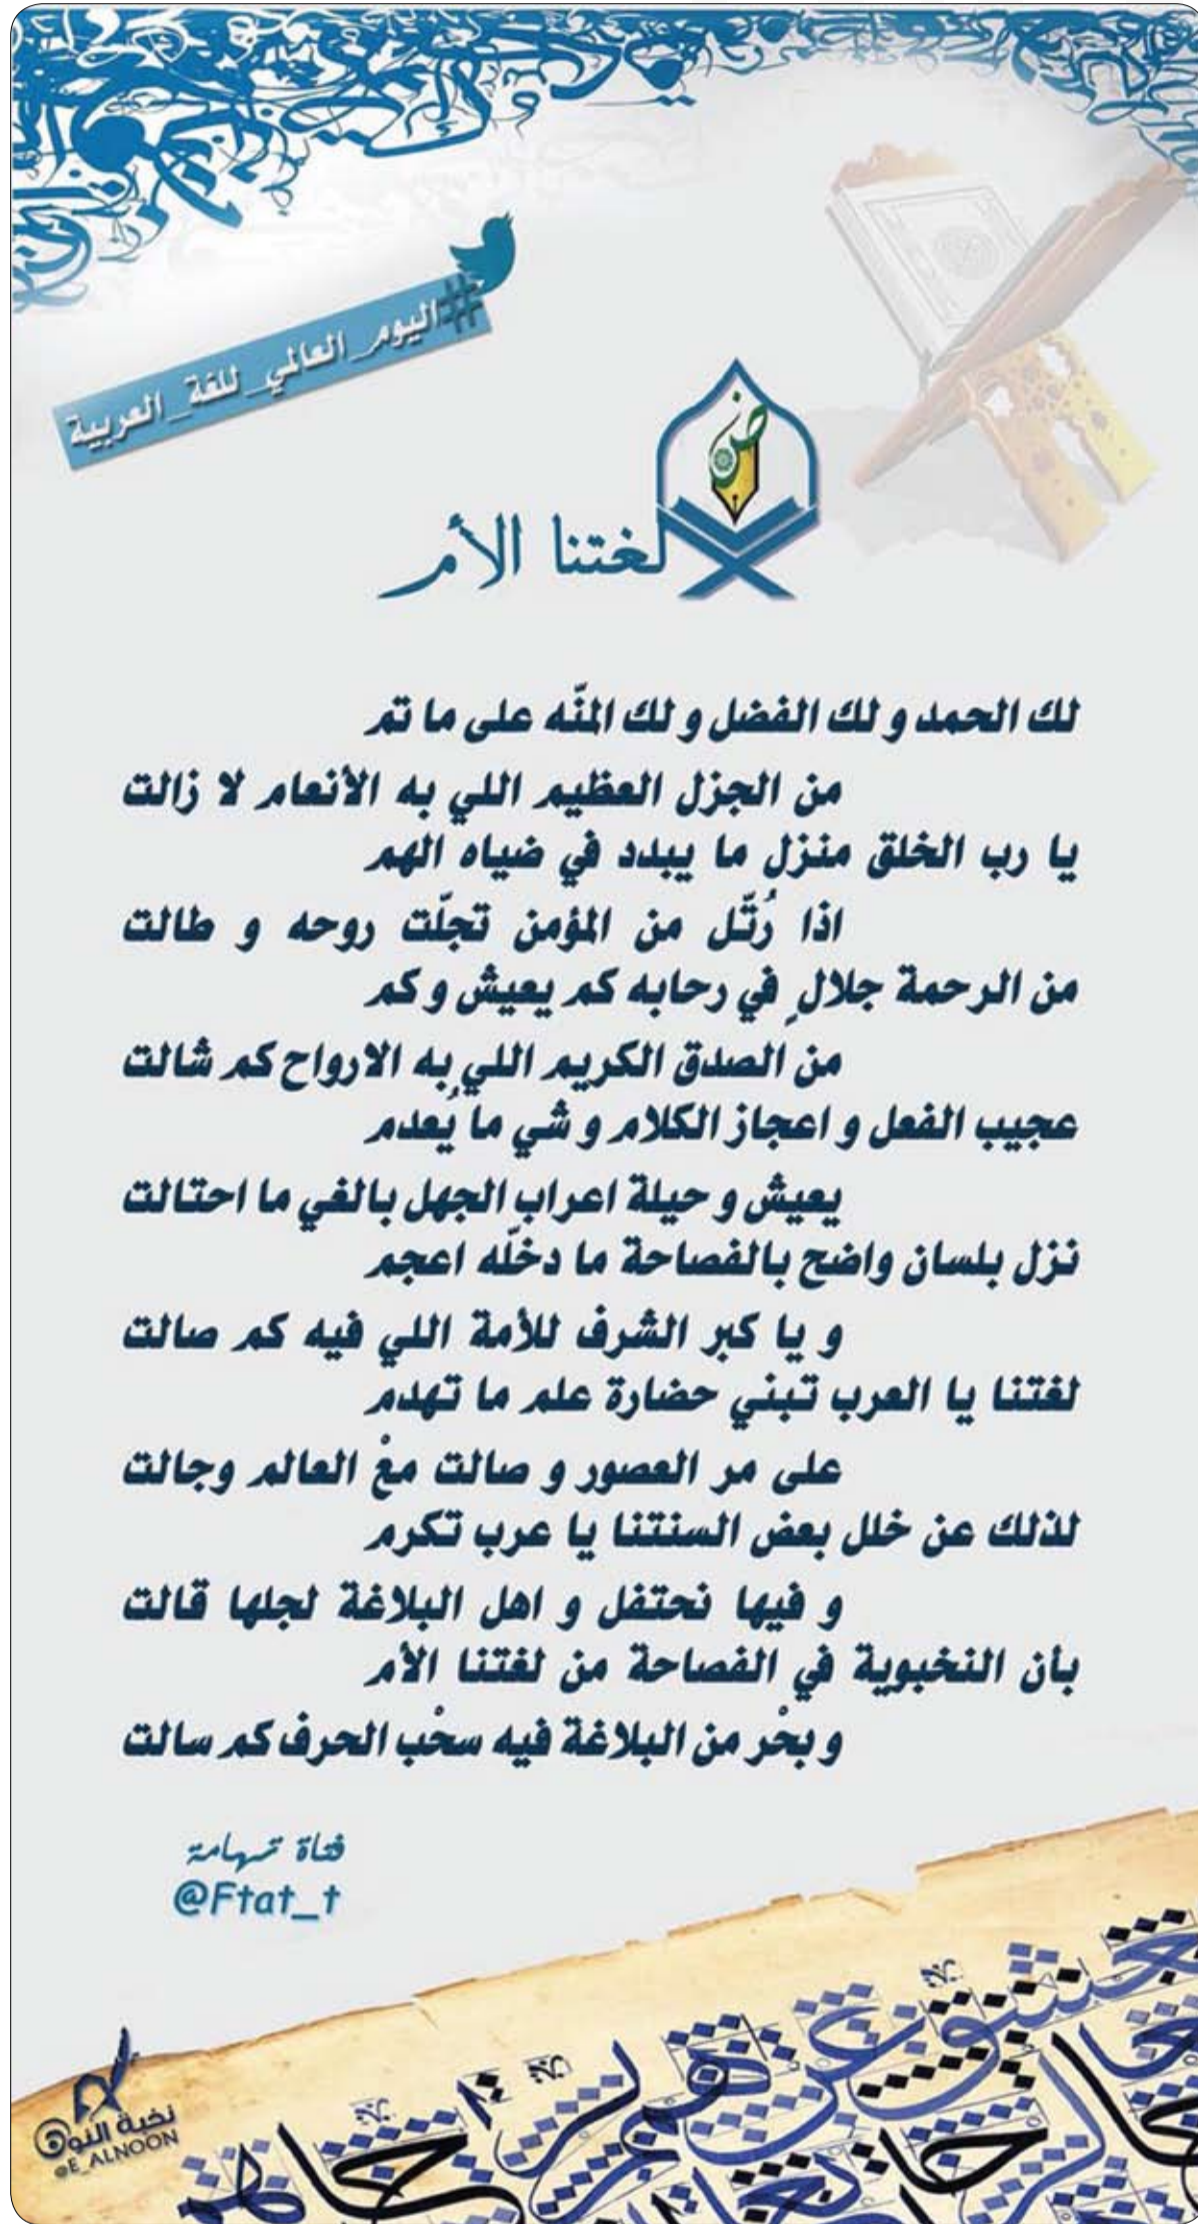 #اليوم_العالمي_للغة_العربية
ض
لغتنا الأم
لك الحمد و لك الفضل و لك المنّه على ما تم
من الجزل العظيم اللي به الأنعام لا زالت
يا رب الخلق منزل ما يبدد في ضياه الهم
اذا رُتّل من المؤمن تجلّت روحه و طالت
من الرحمة جلالٍ في رحابه كم يعيش و كم
من الصدق الكريم اللي به الارواح كم شالت
عجيب الفعل و اعجاز الكلام و شي ما يُعدم
يعيش و حيلة اعراب الجهل بالغي ما احتالت
نزل بلسان واضح بالفصاحة ما دخلّه اعجم
و يا كبر الشرف للأمة اللي فيه كم صالت
لغتنا يا العرب تبني حضارة علم ما تهدم
على مر العصور و صالت معْ العالم وجالت
لذلك عن خلل بعض السنتنا يا عرب تكرم
و فيها نحتفل و اهل البلاغة لجلها قالت
بأن النخبوية في الفصاحة من لغتنا الأم
و بحْر من البلاغة فيه سحْب الحرف كم سالت
فتاة تهامة
@Ftat_t
نخبة النون
@E_ALNOON